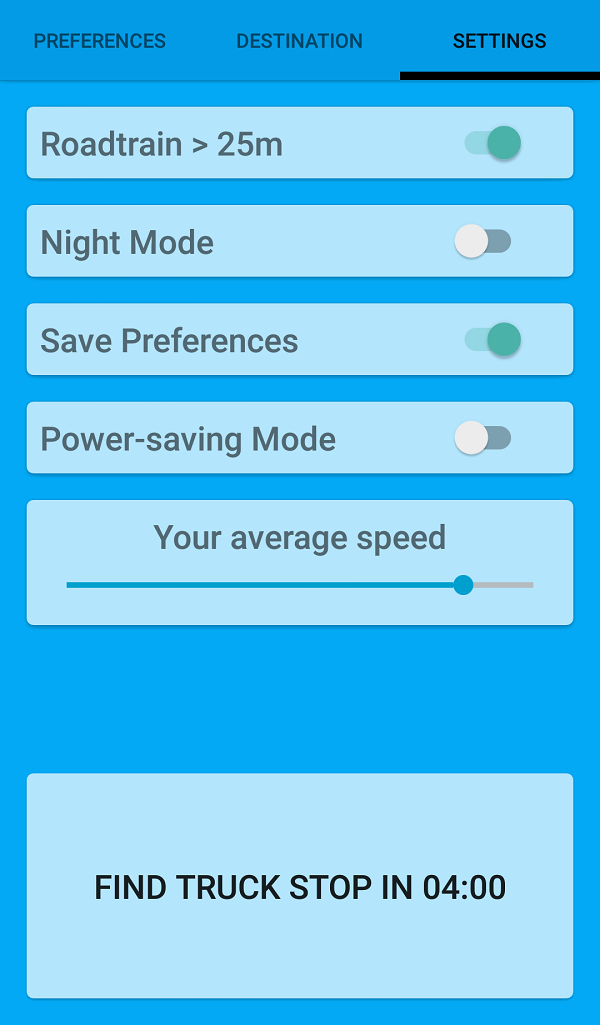 PREFERENCES DESTINATION SETTINGS
Roadtrain > 25m
Night Mode
Save Preferences
Power-saving Mode
Your average speed
FIND TRUCK STOP IN 04:00